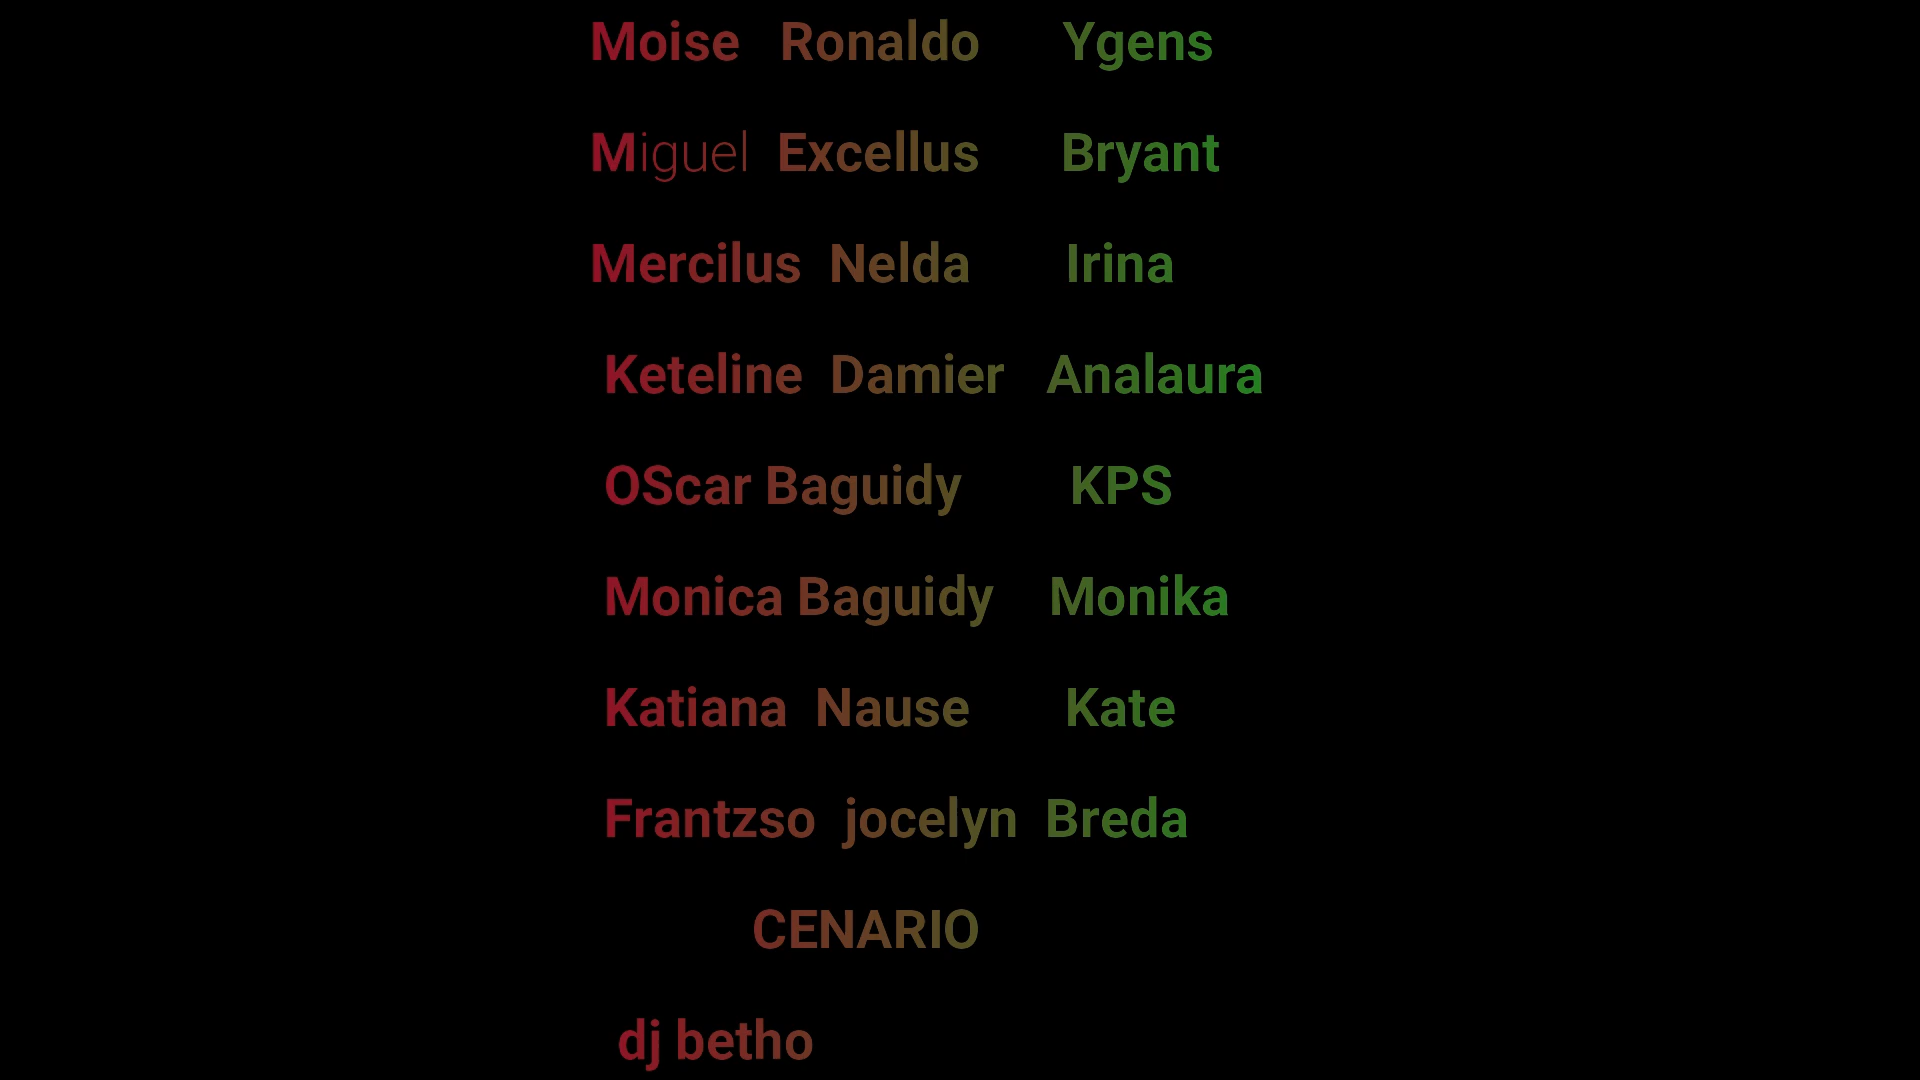 Moise Ronaldo Ygens
Miguel Excellus Bryant
Mercilus Nelda Irina
Keteline Damier Analaura
OScar Baguidy KPS
Monica Baguidy Monika
Katiana Nause Kate
Frantzso jocelyn Breda
CENARIO
dj betho